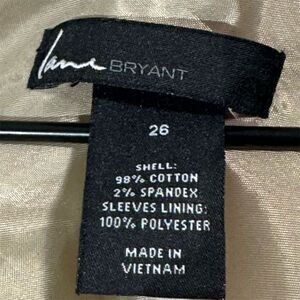 lane BRYANT
26
SHELL:
98% COTTON
2% SPANDEX
SLEEVES LINING:
100% POLYESTER
MADE IN
VIETNAM